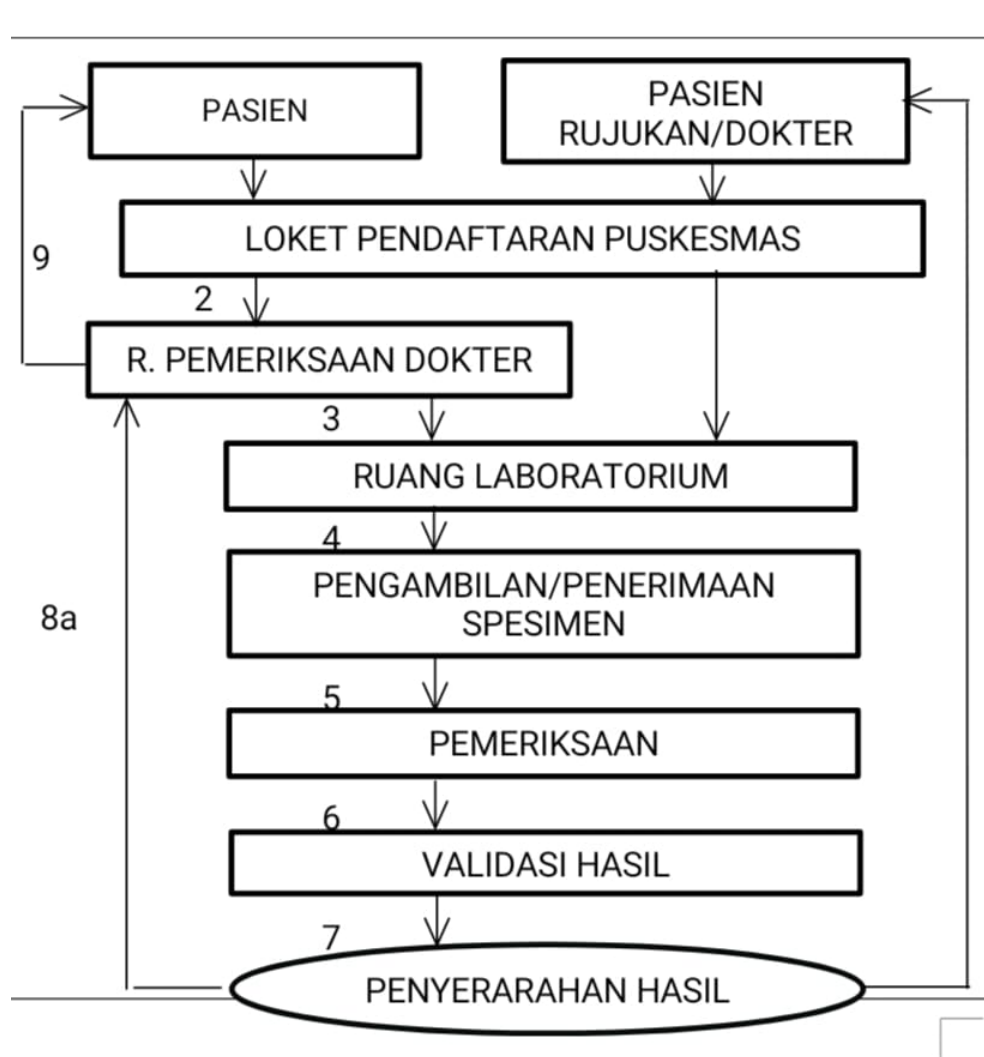 PASIEN
PASIEN
RUJUKAN/DOKTER
LOKET PENDAFTARAN PUSKESMAS
9
2
R. PEMERIKSAAN DOKTER
3
RUANG LABORATORIUM
4
PENGAMBILAN/PENERIMAAN
SPESIMEN
8a
5
PEMERIKSAAN
6
VALIDASI HASIL
7
PENYERARAHAN HASIL